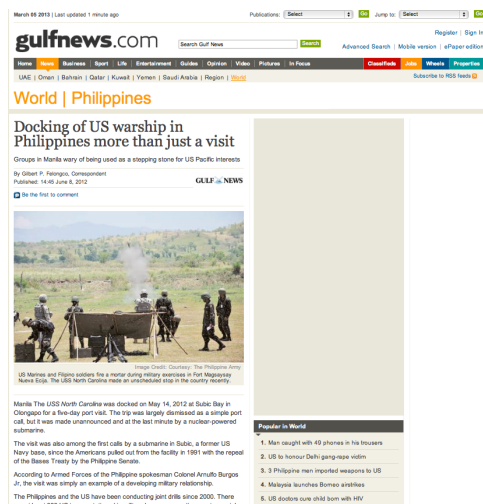 March 05 2013 | Last updated 1 minute ago
Publications: Select Go Jump to: Select Go
Register | Sign In
gulfnews.com
Search Gulf News Search
Advanced Search | Mobile version | ePaper edition
Home News Business Sport Life Entertainment Guides Opinion Video Pictures In Focus Classifieds Jobs Wheels Properties
UAE | Oman | Bahrain | Qatar | Kuwait | Yemen | Saudi Arabia | Region | World
Subscribe to RSS feeds
World | Philippines
Docking of US warship in
Philippines more than just a visit
Groups in Manila wary of being used as a stepping stone for US Pacific interests
By Gilbert P. Felongco, Correspondent
Published: 14:45 June 8, 2012
GULF NEWS
Be the first to comment
Image Credit: Courtesy: The Philippine Army
US Marines and Filipino soldiers fire a mortar during military exercises in Fort Magsaysay
Nueva Ecija. The USS North Carolina made an unscheduled stop in the country recently.
Manila The USS North Carolina was docked on May 14, 2012 at Subic Bay in
Olongapo for a five-day port visit. The trip was largely dismissed as a simple port
call, but it was made unannounced and at the last minute by a nuclear-powered
submarine.
The visit was also among the first calls by a submarine in Subic, a former US
Navy base, since the Americans pulled out from the facility in 1991 with the repeal
of the Bases Treaty by the Philippine Senate.
According to Armed Forces of the Philippine spokesman Colonel Arnulfo Burgos
Jr, the visit was simply an example of a developing military relationship.
The Philippines and the US have been conducting joint drills since 2000. There
Popular in World
1. Man caught with 49 phones in his trousers
2. US to honour Delhi gang-rape victim
3. 3 Philippine men imported weapons to US
4. Malaysia launches Borneo airstrikes
5. US doctors cure child born with HIV